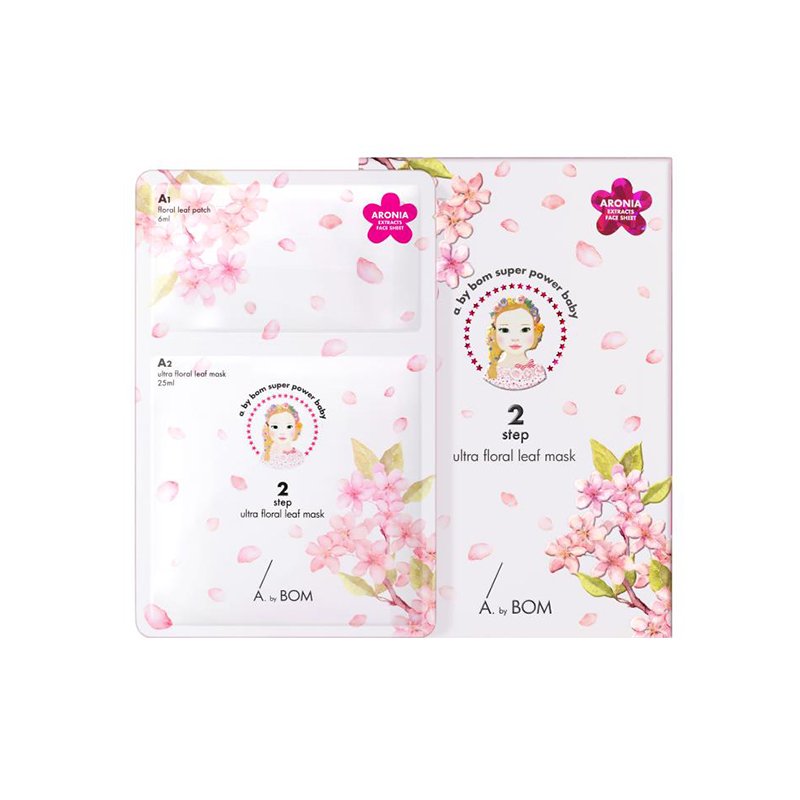 A1
floral leaf patch
6ml
ARONIA
EXTRACTS
FACE SHEET
A2
ultra floral leaf mask
25ml
a. by bom super power baby
2
step
ultra floral leaf mask
A. by BOM
ARONIA
EXTRACTS
FACE SHEET
a. by bom super power baby
2
step
ultra floral leaf mask
A. by BOM